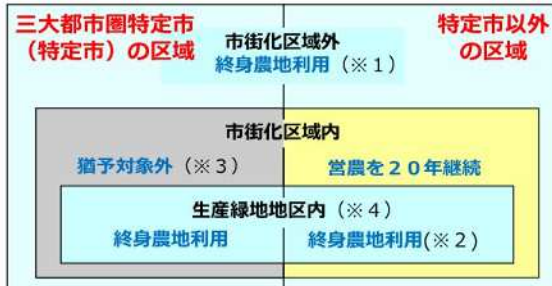 三大都市圏特定市
（特定市）の区域
特定市以外
の区域
市街化区域外
終身農地利用（※１）
市街化区域内
猶予対象外（※３）
営農を２０年継続
生産緑地地区内（※４）
終身農地利用
終身農地利用(※２)